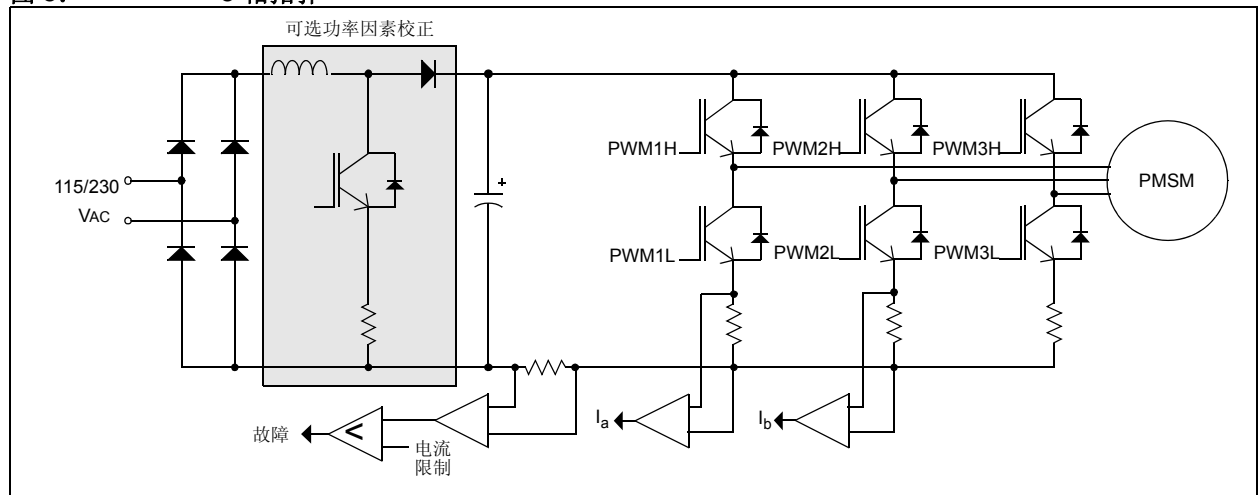 可选功率因素校正
115/230
VAC
PWM1H
PWM2H
PWM3H
PMSM
PWM1L
PWM2L
PWM3L
故障
<
电流
限制
+
Ia
Ib